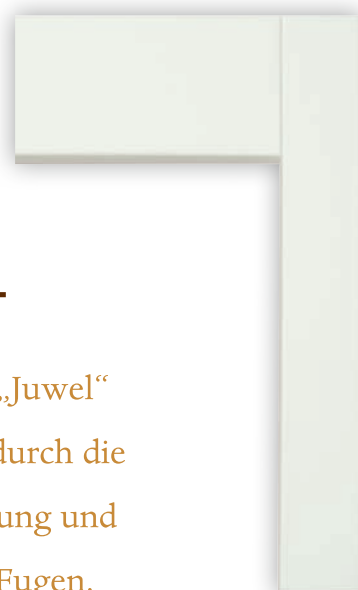 „Juwel“
durch die
ung und
Fugen.